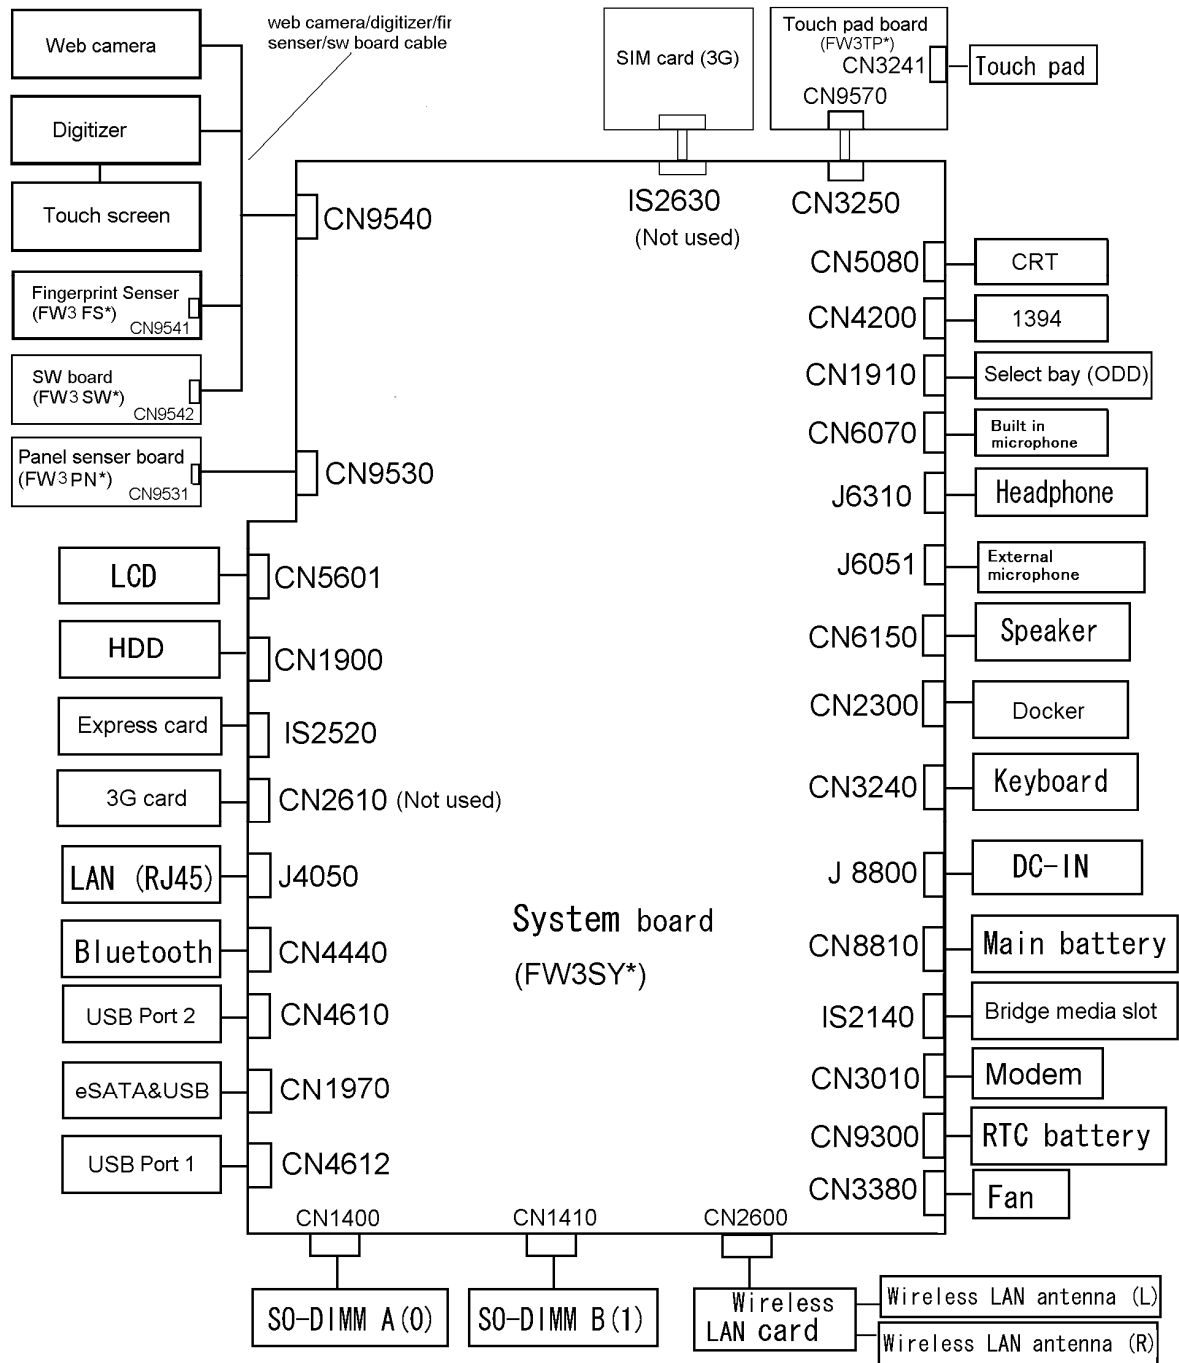 Web camera
web camera/digitizer/fir
senser/sw board cable
Digitizer
Touch screen
Fingerprint Senser
(FW3 FS*)
CN9541
SW board
(FW3 SW*)
CN9542
Panel senser board
(FW3PN*)
CN9531
SIM card (3G)
Touch pad board
(FW3TP*)
CN3241
CN9570
Touch pad
CN9540
IS2630
(Not used)
CN3250
CN9530
CN5080
CRT
CN4200
1394
CN1910
Select bay (ODD)
CN6070
Built in
microphone
J6310
Headphone
J6051
External
microphone
CN6150
Speaker
CN2300
Docker
CN3240
Keyboard
J 8800
DC-IN
CN8810
Main battery
IS2140
Bridge media slot
CN3010
Modem
CN9300
RTC battery
CN3380
Fan
LCD
CN5601
HDD
CN1900
Express card
IS2520
3G card
CN2610 (Not used)
LAN (RJ45)
J4050
Bluetooth
CN4440
USB Port 2
CN4610
eSATA&USB
CN1970
USB Port 1
CN4612
System board
(FW3SY*)
CN1400
CN1410
CN2600
SO-DIMM A(0)
SO-DIMM B(1)
Wireless
LAN card
Wireless LAN antenna (L)
Wireless LAN antenna (R)